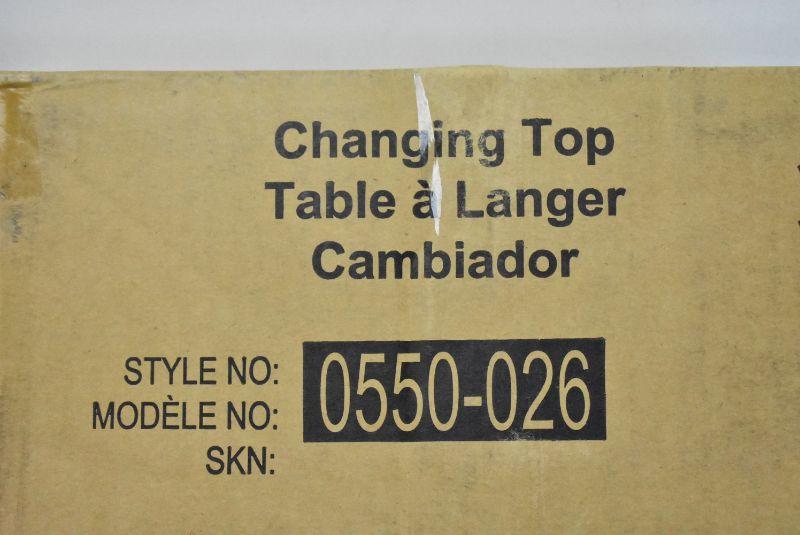 Changing Top
Table à Langer
Cambiador
STYLE NO:
MODÈLE NO:
SKN:
0550-026